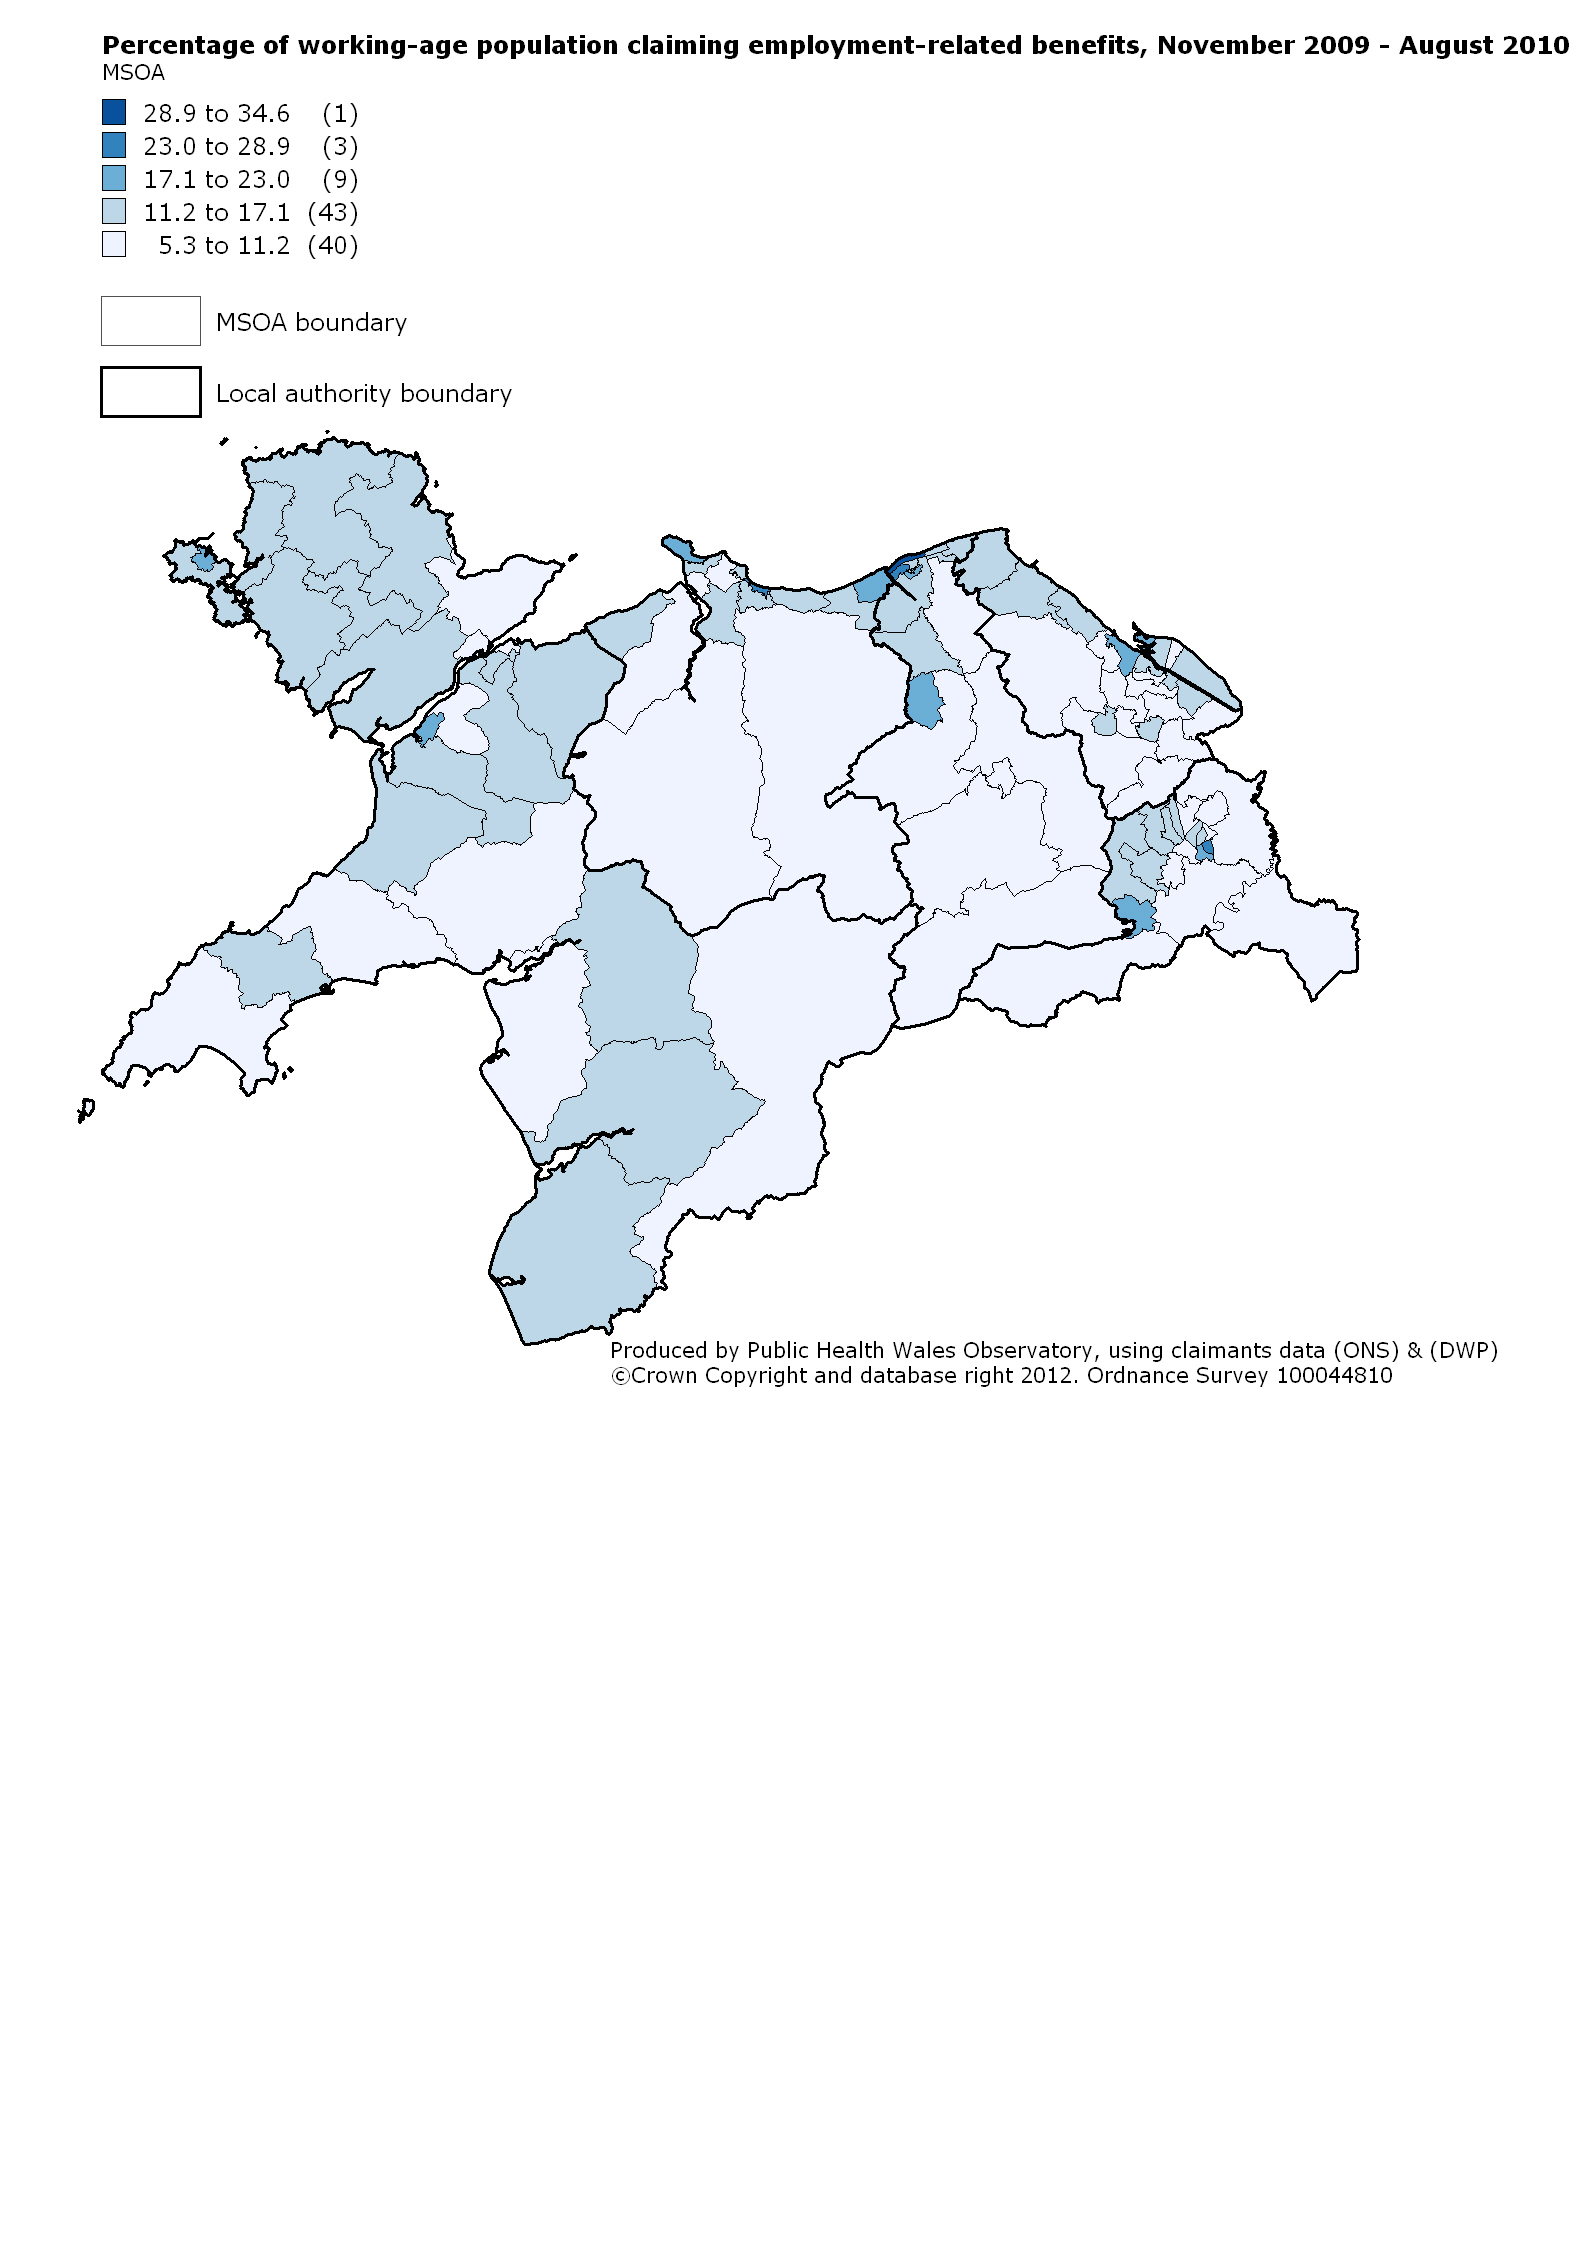 Percentage of working-age population claiming employment-related benefits, November 2009 - August 2010
MSOA
28.9 to 34.6 (1)
23.0 to 28.9 (3)
17.1 to 23.0 (9)
11.2 to 17.1 (43)
5.3 to 11.2 (40)
MSOA boundary
Local authority boundary
Produced by Public Health Wales Observatory, using claimants data (ONS) & (DWP)
©Crown Copyright and database right 2012. Ordnance Survey 100044810